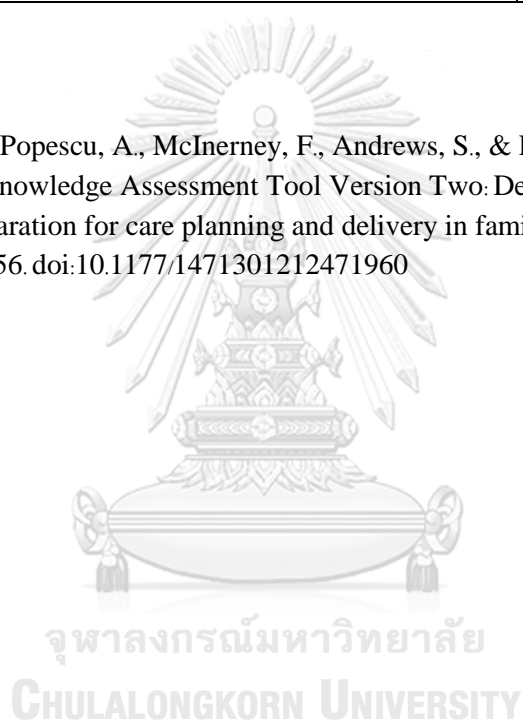 Popescu, A., McInerney, F., Andrews, S., &
nowledge Assessment Tool Version Two: De
aration for care planning and delivery in fami
56. doi:10.1177/1471301212471960
จุฬาลงกรณ์มหาวิทยาลัย
CHULALONGKORN UNIVERSITY